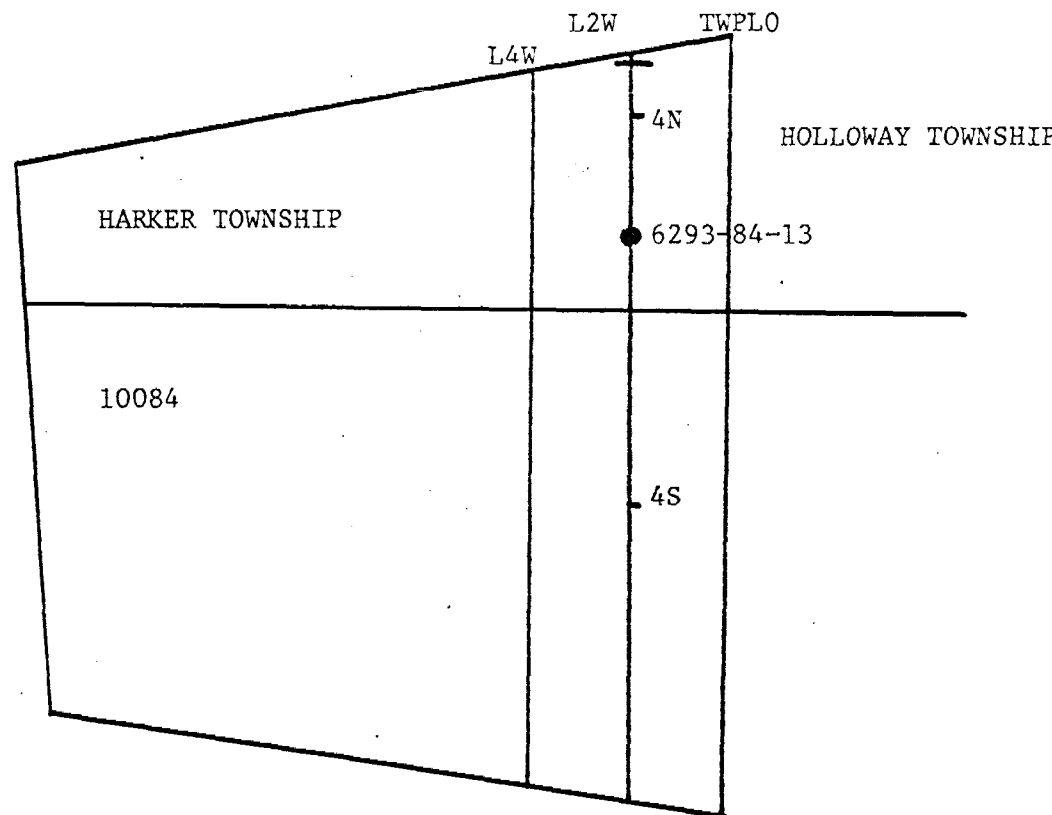 L2W
TWPLO
L4W
4N
HOLLOWAY TOWNSHIP
HARKER TOWNSHIP
6293-84-13
10084
4S